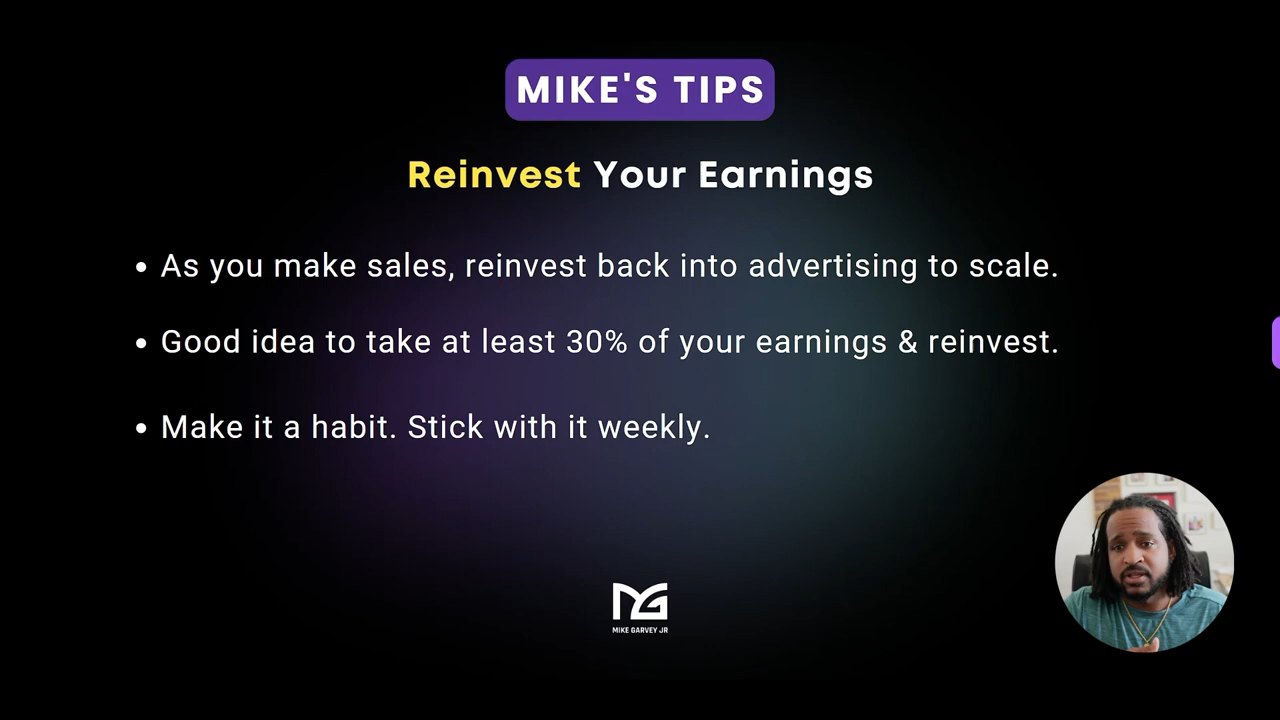 MIKE'S TIPS
Reinvest Your Earnings
• As you make sales, reinvest back into advertising to scale.
• Good idea to take at least 30% of your earnings & reinvest.
• Make it a habit. Stick with it weekly.
MG
MIKE GARVEY JR